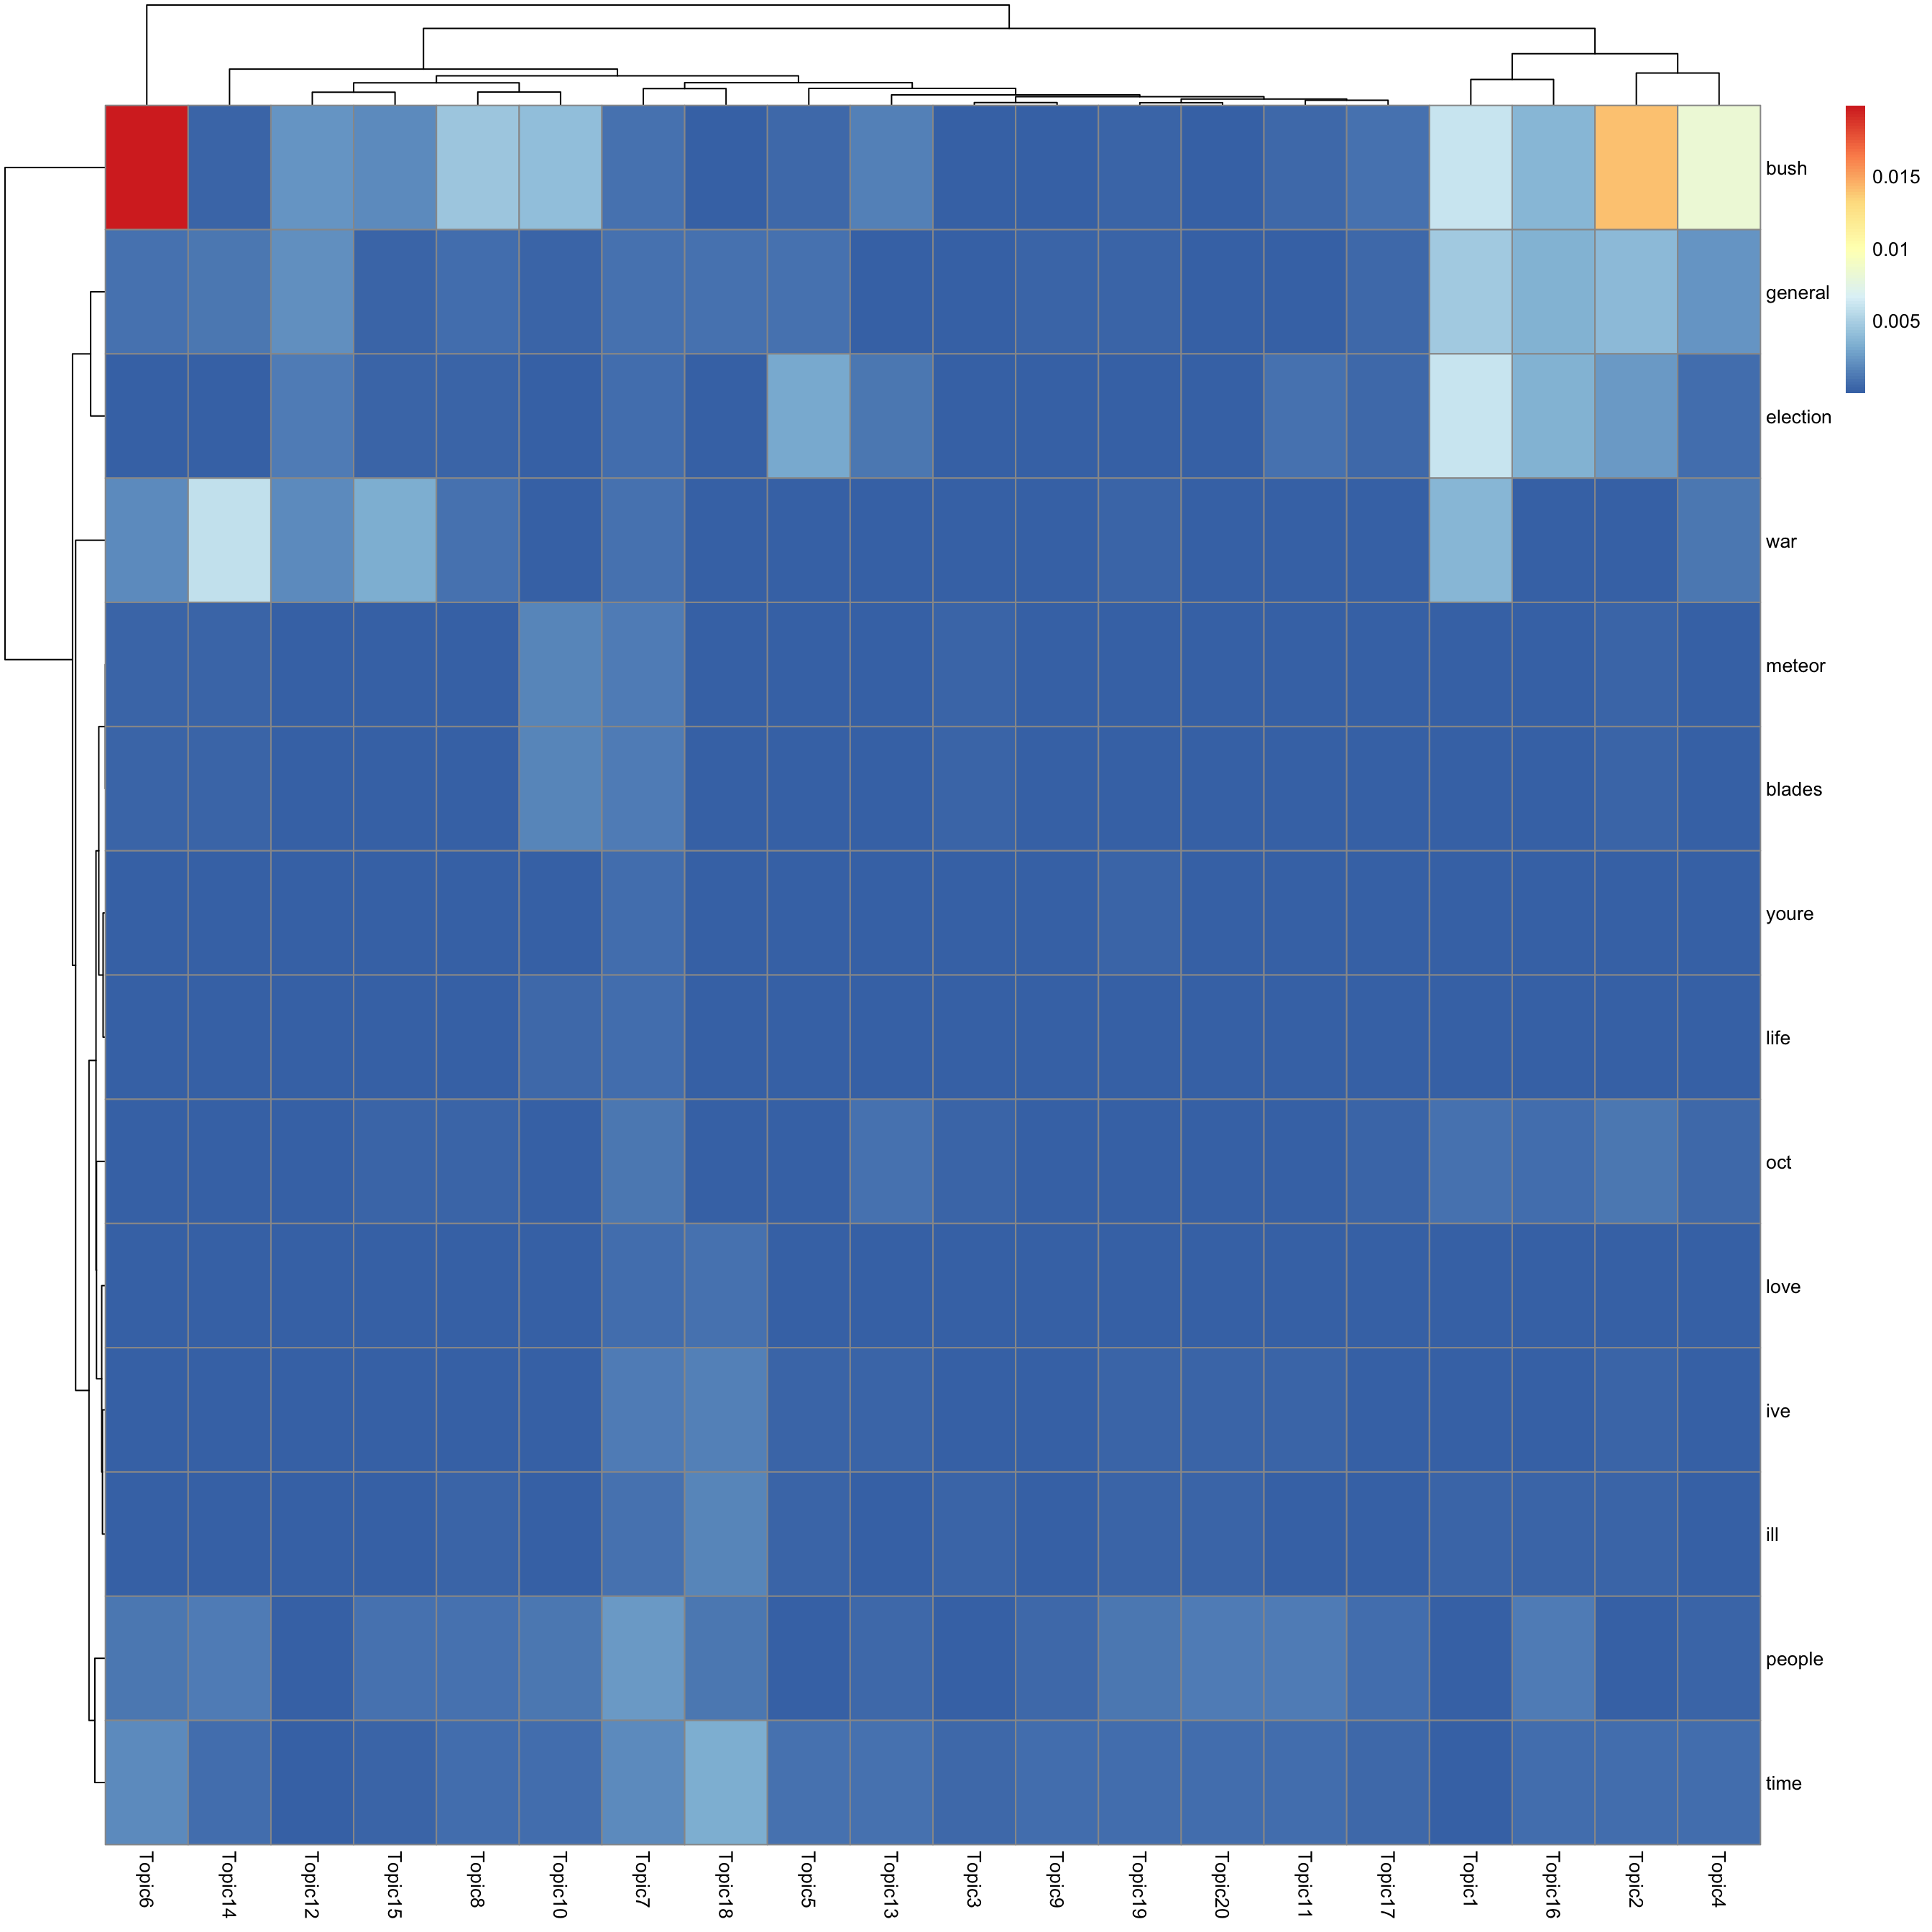 bush
general
election
war
meteor
blades
youre
life
oct
love
ive
ill
people
time
0.015
0.01
0.005
Topic6
Topic14
Topic12
Topic15
Topic8
Topic10
Topic7
Topic18
Topic5
Topic13
Topic3
Topic9
Topic19
Topic20
Topic11
Topic17
Topic1
Topic16
Topic2
Topic4